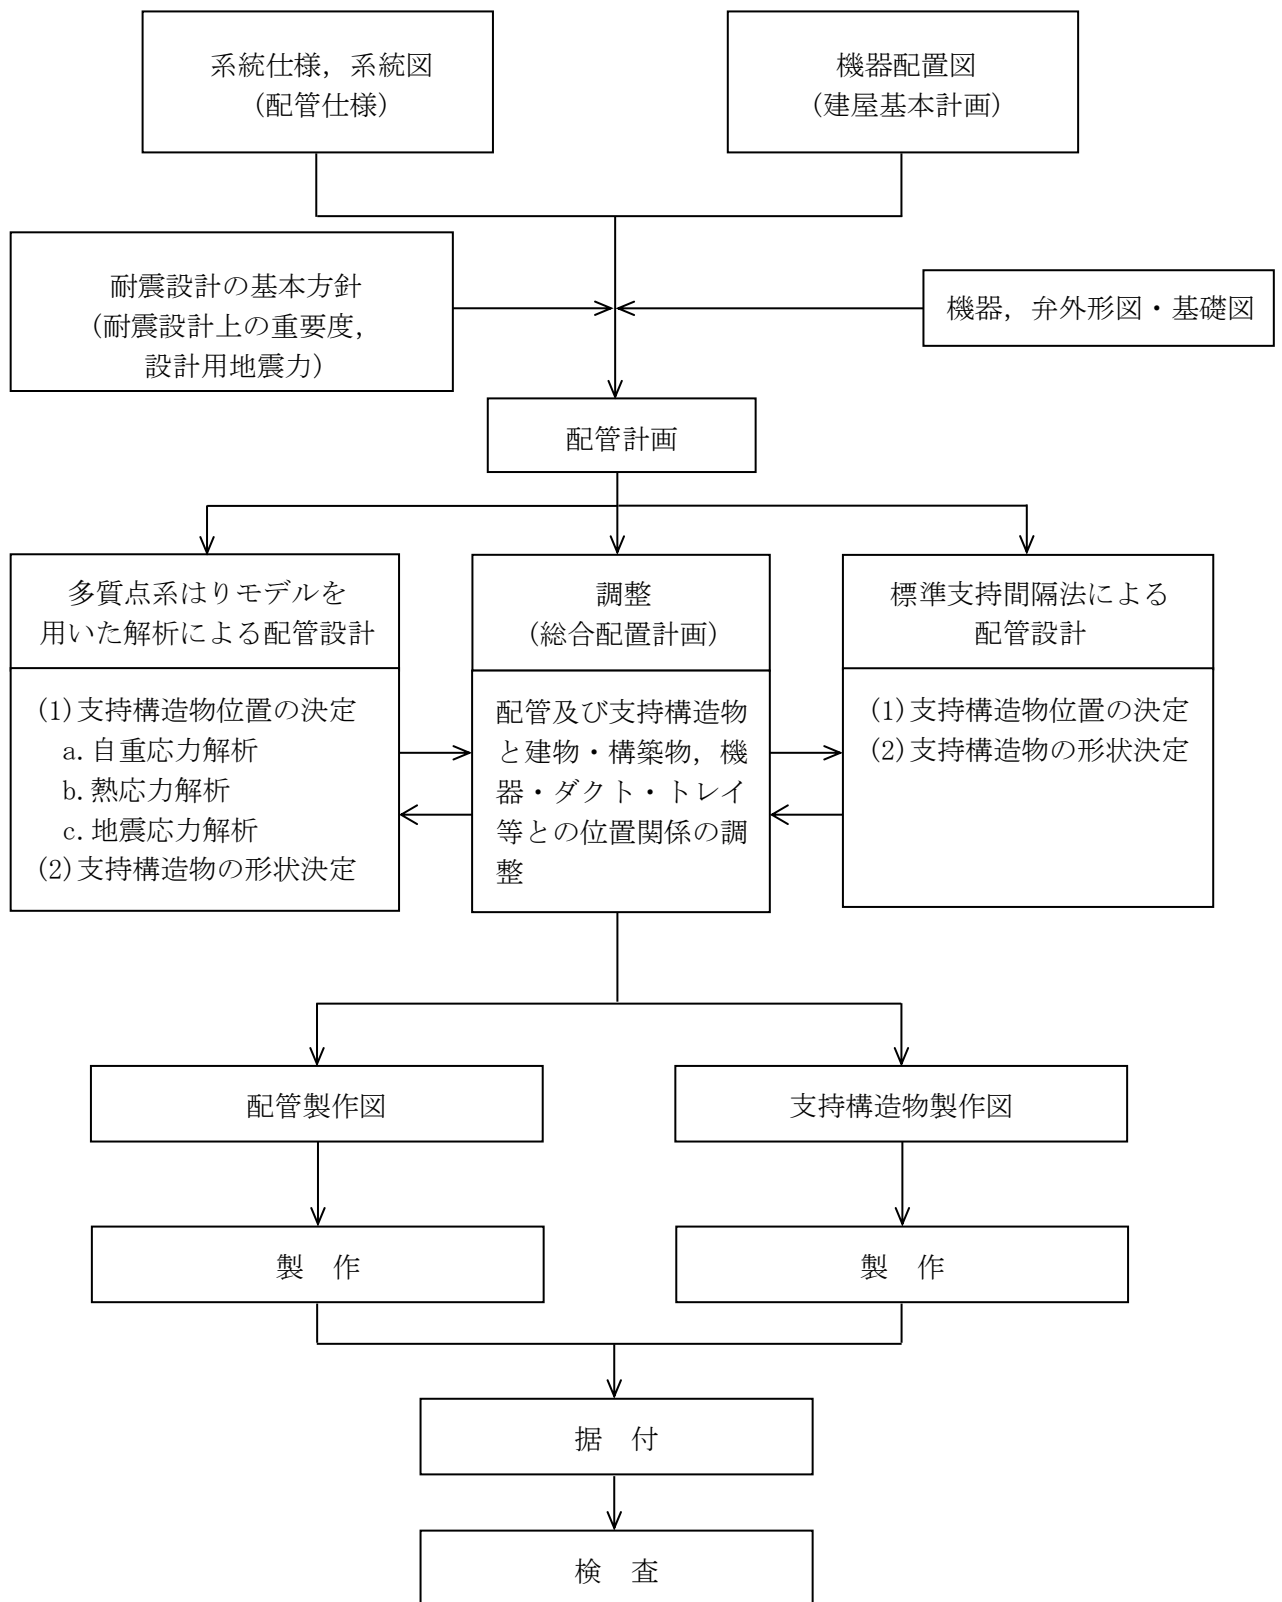 系統仕様，系統図
(配管仕様)
機器配置図
(建屋基本計画)
耐震設計の基本方針
(耐震設計上の重要度，
設計用地震力)
機器，弁外形図・基礎図
配管計画
多質点系はりモデルを
用いた解析による配管設計
(1)支持構造物位置の決定
a.自重応力解析
b.熱応力解析
c.地震応力解析
(2)支持構造物の形状決定
調整
(総合配置計画)
配管及び支持構造物
と建物・構築物，機
器・ダクト・トレイ
等との位置関係の調
整
標準支持間隔法による
配管設計
(1)支持構造物位置の決定
(2)支持構造物の形状決定
配管製作図
支持構造物製作図
製　作
製　作
据　付
検　査